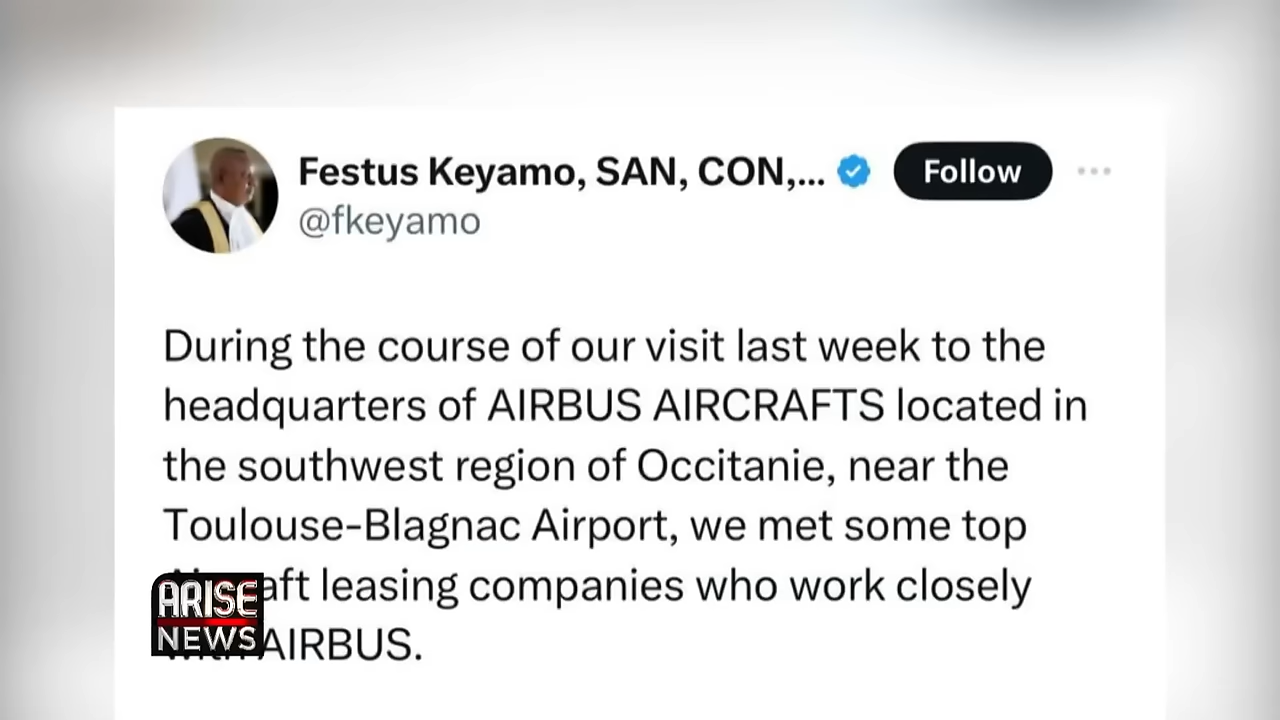 Festus Keyamo, SAN, CON,...
Follow
@fkeyamo
During the course of our visit last week to the
headquarters of AIRBUS AIRCRAFTS located in
the southwest region of Occitanie, near the
Toulouse-Blagnac Airport, we met some top
leasing companies who work closely
AIRBUS.
ARISE
NEWS